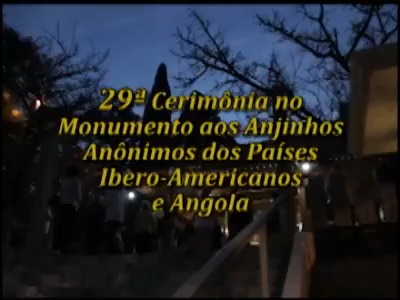 29ª Cerimônia no
Monumento aos Anjinhos
Anônimos dos Países
Ibero-Americanos
e Angola